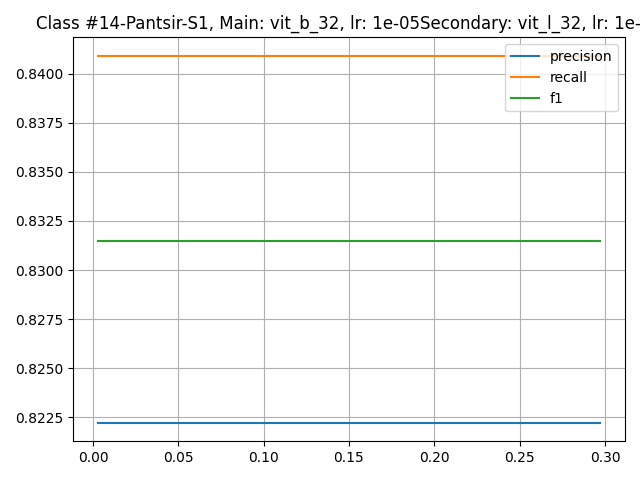 Class #14-Pantsir-S1, Main: vit_b_32, lr: 1e-05Secondary: vit_l_32, lr: 1e-
precision
recall
f1
0.8400
0.8375
0.8350
0.8325
0.8300
0.8275
0.8250
0.8225
0.00 0.05 0.10 0.15 0.20 0.25 0.30